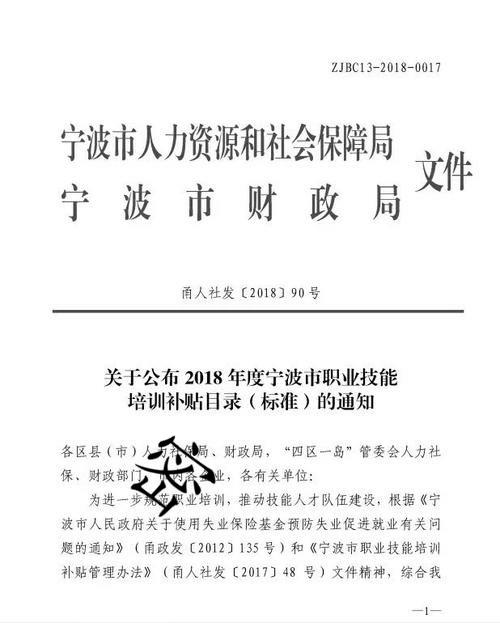 ZJBC13-2018-0017
宁波市人力资源和社会保障局
宁波市财政局
文件
甬人社发〔2018〕90号
关于公布 2018 年度宁波市职业技能
培训补贴目录（标准）的通知
各区县（市）人力社保局、财政局，“四区一岛”管委会人力社
保、财政部门，市内各企业，各有关单位：
为进一步规范职业培训，推动技能人才队伍建设，根据《宁
波市人民政府关于使用失业保险基金预防失业促进就业有关问
题的通知》（甬政发〔2012〕135号）和《宁波市职业技能培训
补贴管理办法》（甬人社发〔2017〕48 号）文件精神，综合我
—1—